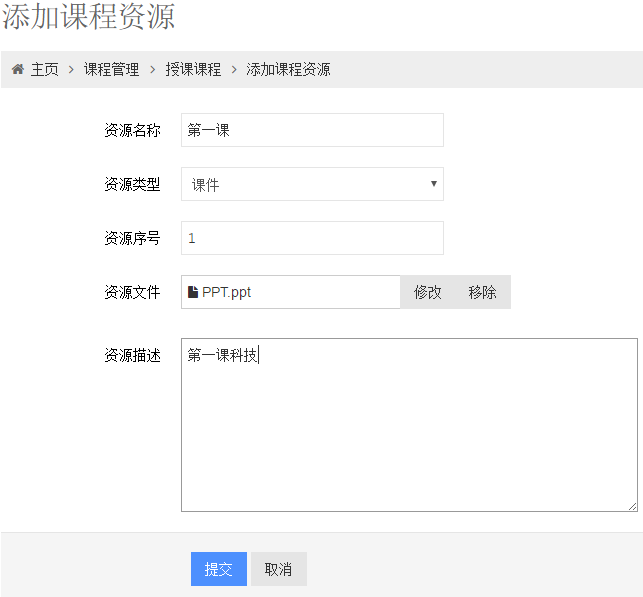 添加课程资源
主页 > 课程管理 > 授课课程 > 添加课程资源
资源名称 第一课
资源类型 课件
资源序号 1
资源文件 PPT.ppt 修改 移除
资源描述 第一课科技
提交 取消